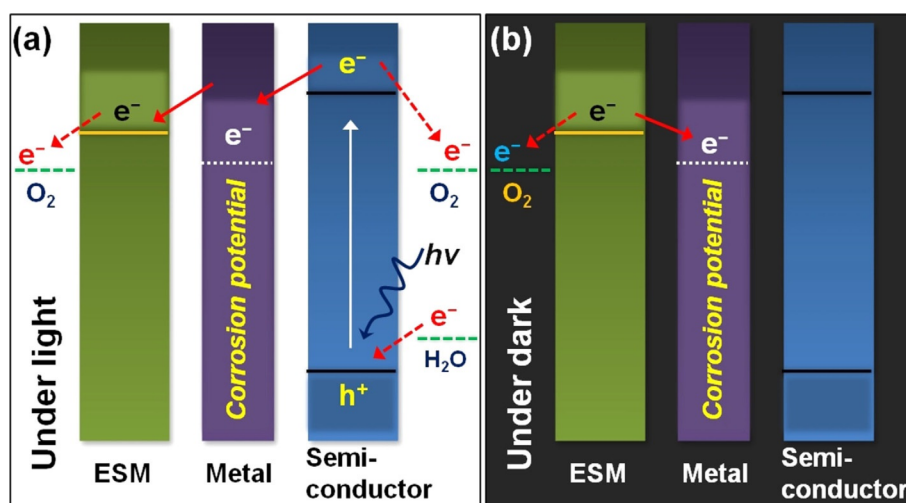 (a)
e⁻
e⁻
e⁻
e⁻
e⁻
e⁻
O₂
O₂
hν
e⁻
H₂O
h⁺
Under light
Corrosion potential
ESM
Metal
Semi-
conductor
(b)
e⁻
e⁻
e⁻
O₂
Under dark
Corrosion potential
ESM
Metal
Semi-
conductor